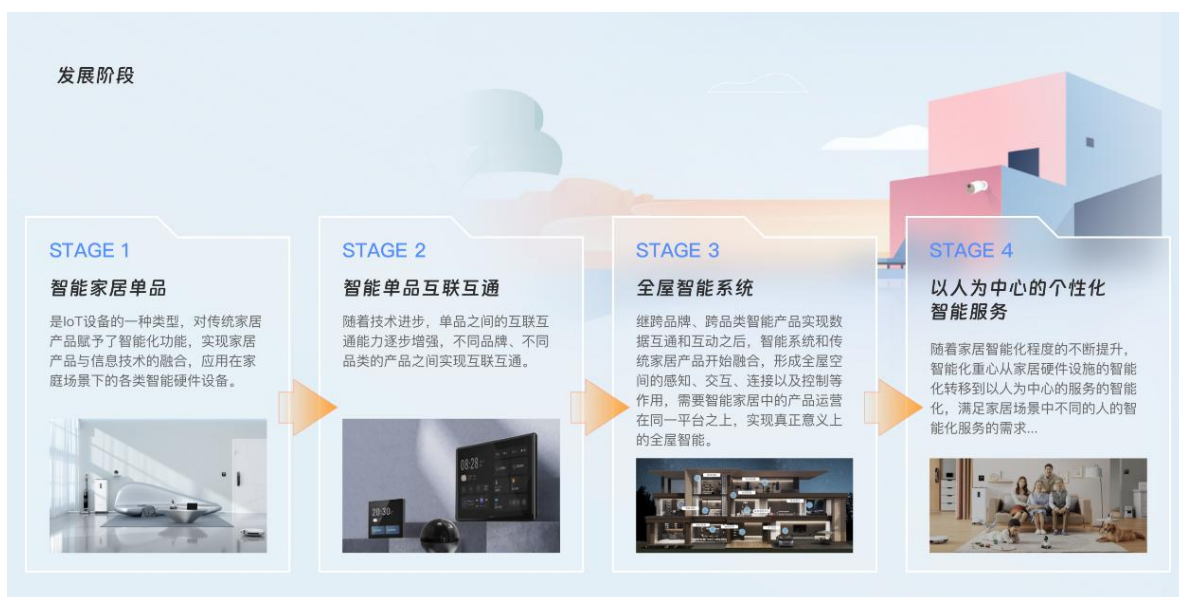 发展阶段
STAGE 1
智能家居单品
是IoT设备的一种类型，对传统家居
产品赋予了智能化功能，实现家居
产品与信息技术的融合，应用在家
庭场景下的各类智能硬件设备。
STAGE 2
智能单品互联互通
随着技术进步，单品之间的互联互
通能力逐步增强，不同品牌、不同
品类的产品之间实现互联互通。
08:28
20:30
STAGE 3
全屋智能系统
继跨品牌、跨品类智能产品实现数
据互通和互动之后，智能系统和传
统家居产品开始融合，形成全屋空
间的感知、交互、连接以及控制等
作用，需要智能家居中的产品运营
在同一平台之上，实现真正意义上
的全屋智能。
STAGE 4
以人为中心的个性化
智能服务
随着家居智能化程度的不断提升，
智能化重心从家居硬件设施的智能
化转移到以人为中心的服务的智能
化，满足家居场景中不同的人的智
能化服务的需求...